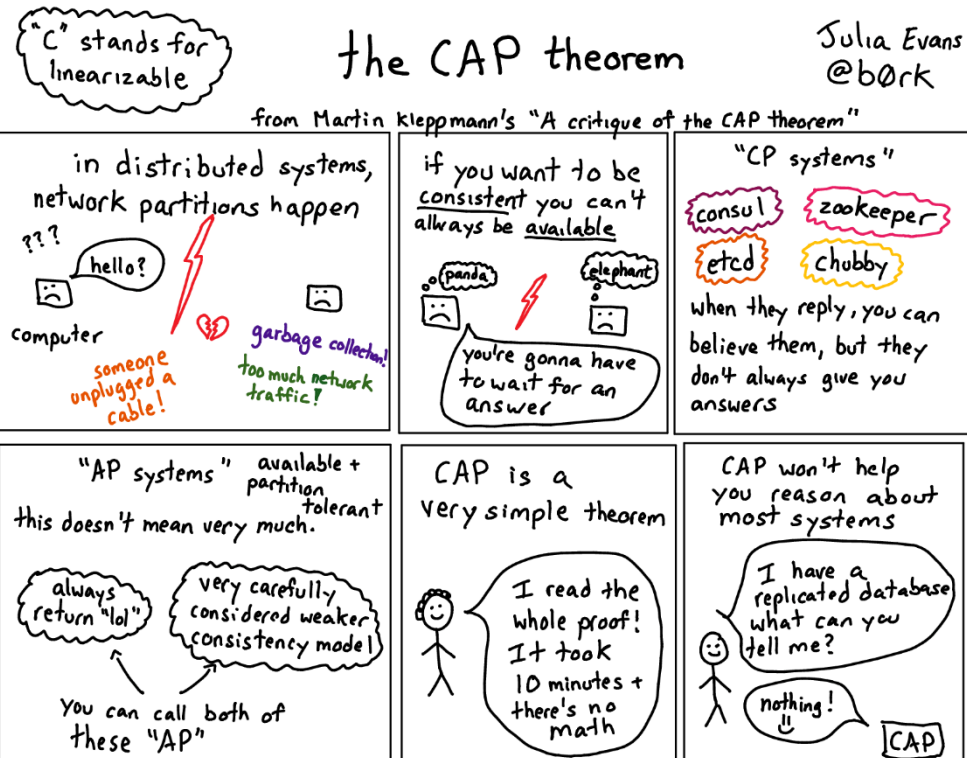 "C" stands for
linearizable
the CAP theorem
Julia Evans
@børk
from Martin Kleppmann's "A critique of the CAP theorem"
in distributed systems,
network partitions happen
???
hello?
computer
someone
unplugged a
cable!
garbage collection!
too much network
traffic!
if you want to be
consistent you can't
always be available
panda
elephant
you're gonna have
to wait for an
answer
"CP systems"
consul
zookeeper
etcd
chubby
when they reply, you can
believe them, but they
don't always give you
answers
"AP systems"
available +
partition
tolerant
this doesn't mean very much.
always
return "lol"
very carefully
considered weaker
consistency model
you can call both of
these "AP"
CAP is a
very simple theorem
I read the
whole proof!
It took
10 minutes +
there's no
math
CAP won't help
you reason about
most systems
I have a
replicated database
what can you
tell me?
nothing!
CAP